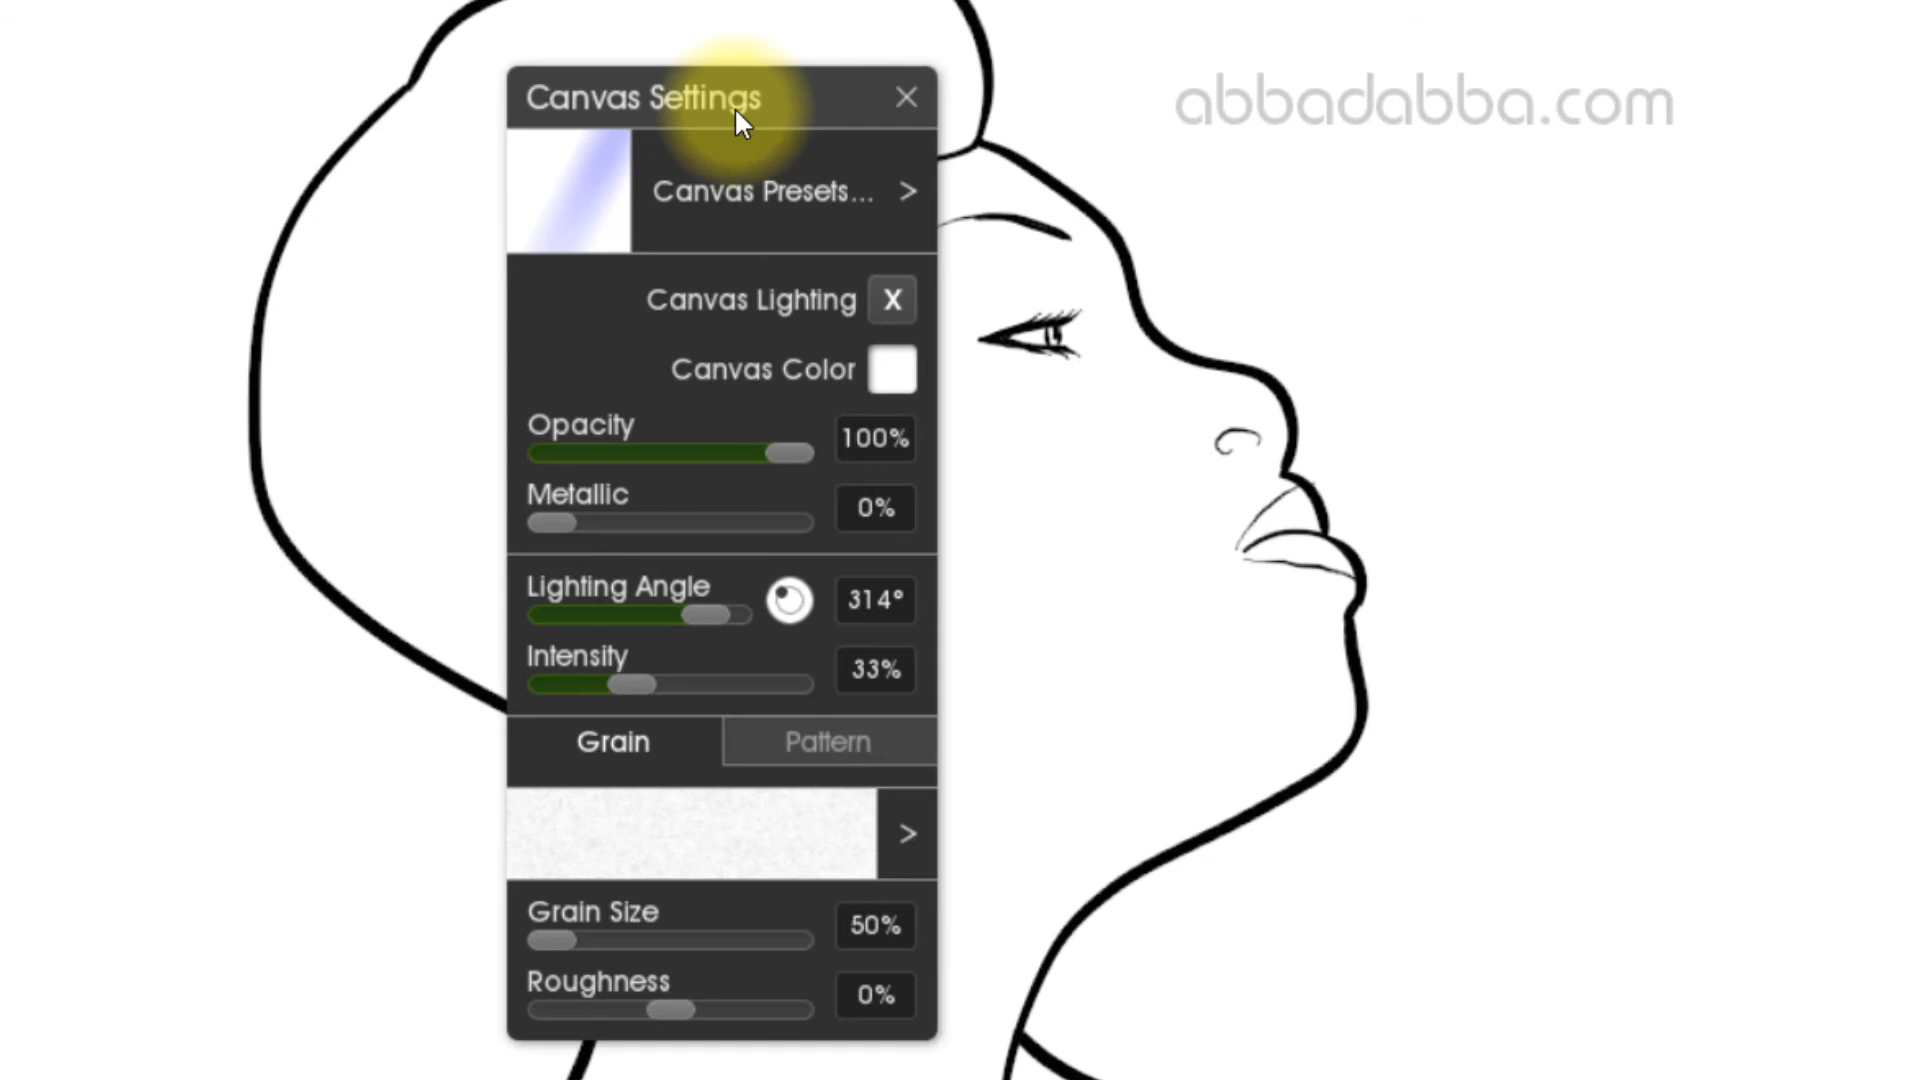 abbadabba.com
Canvas Settings
Canvas Presets... >
Canvas Lighting X
Canvas Color
Opacity 100%
Metallic 0%
Lighting Angle 314°
Intensity 33%
Grain Pattern
>
Grain Size 50%
Roughness 0%